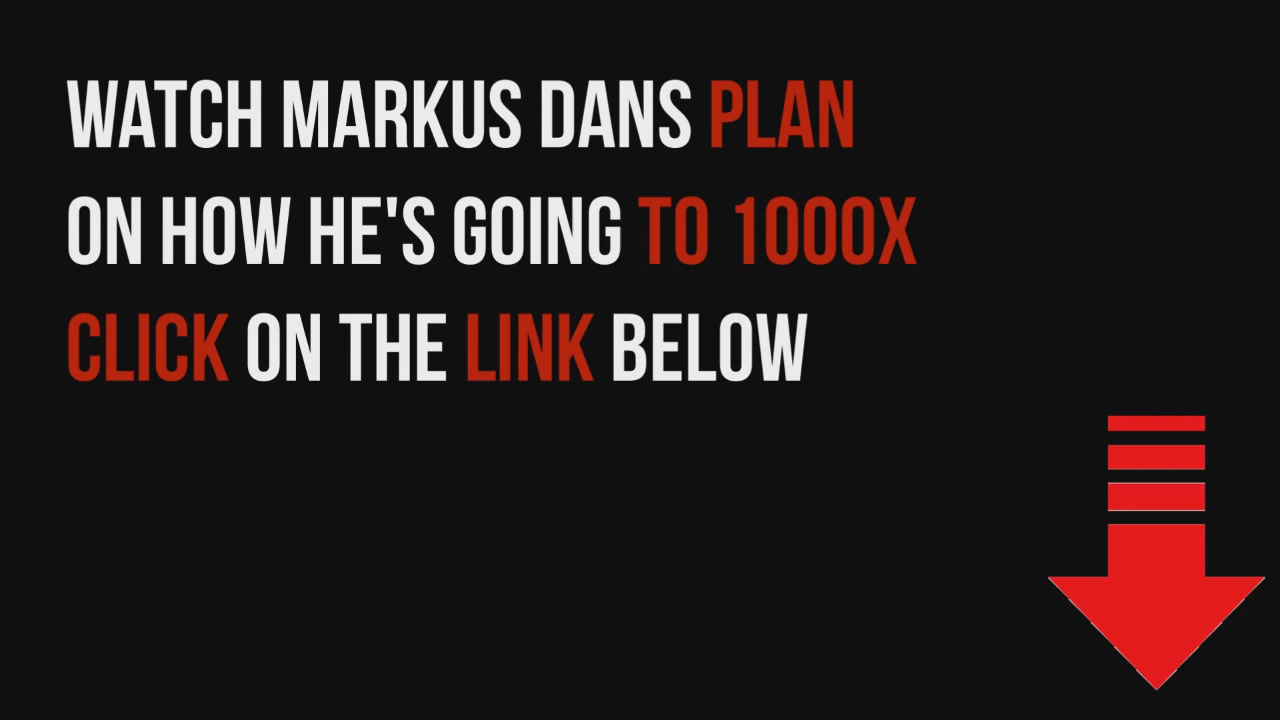 WATCH MARKUS DANS PLAN
ON HOW HE'S GOING TO 1000X
CLICK ON THE LINK BELOW